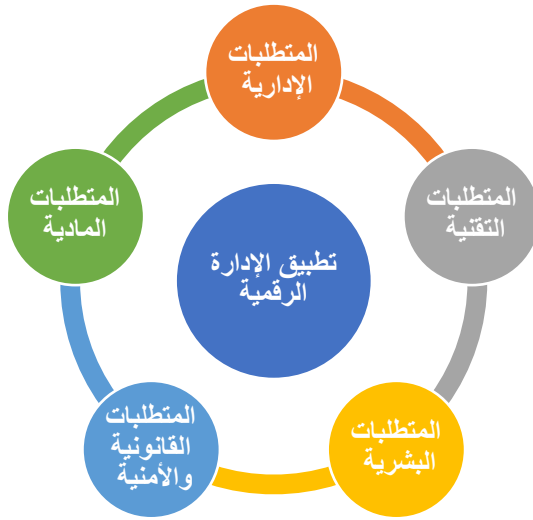 المتطلبات
الإدارية
المتطلبات
التقنية
المتطلبات
البشرية
المتطلبات
القانونية
والأمنية
المتطلبات
المادية
تطبيق الإدارة
الرقمية